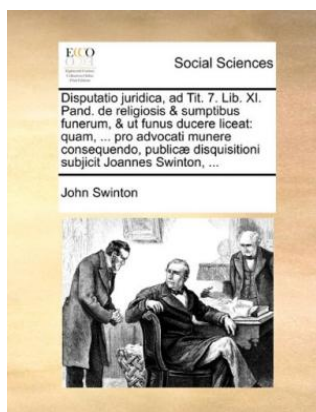 ECCO
Social Sciences
Disputatio juridica, ad Tit. 7. Lib. XI.
Pand. de religiosis & sumptibus
funerum, & ut funus ducere liceat:
quam, ... pro advocati munere
consequendo, publicæ disquisitioni
subjicit Joannes Swinton, ...
John Swinton